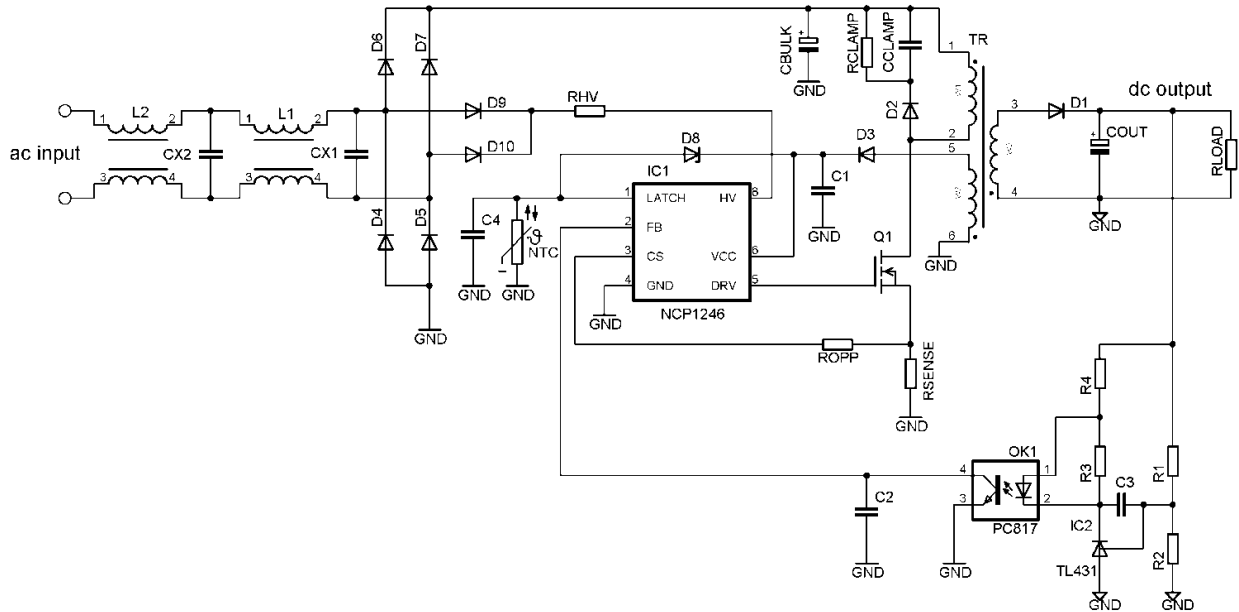 D6
D7
CBULK
+
GND
RCLAMP
CCLAMP
D2
TR
1
2
3
4
5
6
D1
dc output
COUT
+
RLOAD
GND
L2
1
2
3
4
L1
1
2
3
4
ac input
CX2
CX1
D9
D10
RHV
D8
D3
C1
GND
GND
D4
D5
GND
C4
GND
ϑ
NTC
–
GND
IC1
1
LATCH
HV
8
2
FB
3
CS
VCC
6
4
GND
DRV
5
NCP1246
GND
Q1
ROPP
RSENSE
GND
R4
R3
R1
OK1
4
1
3
2
PC817
C3
C2
GND
GND
IC2
TL431
R2
GND
GND